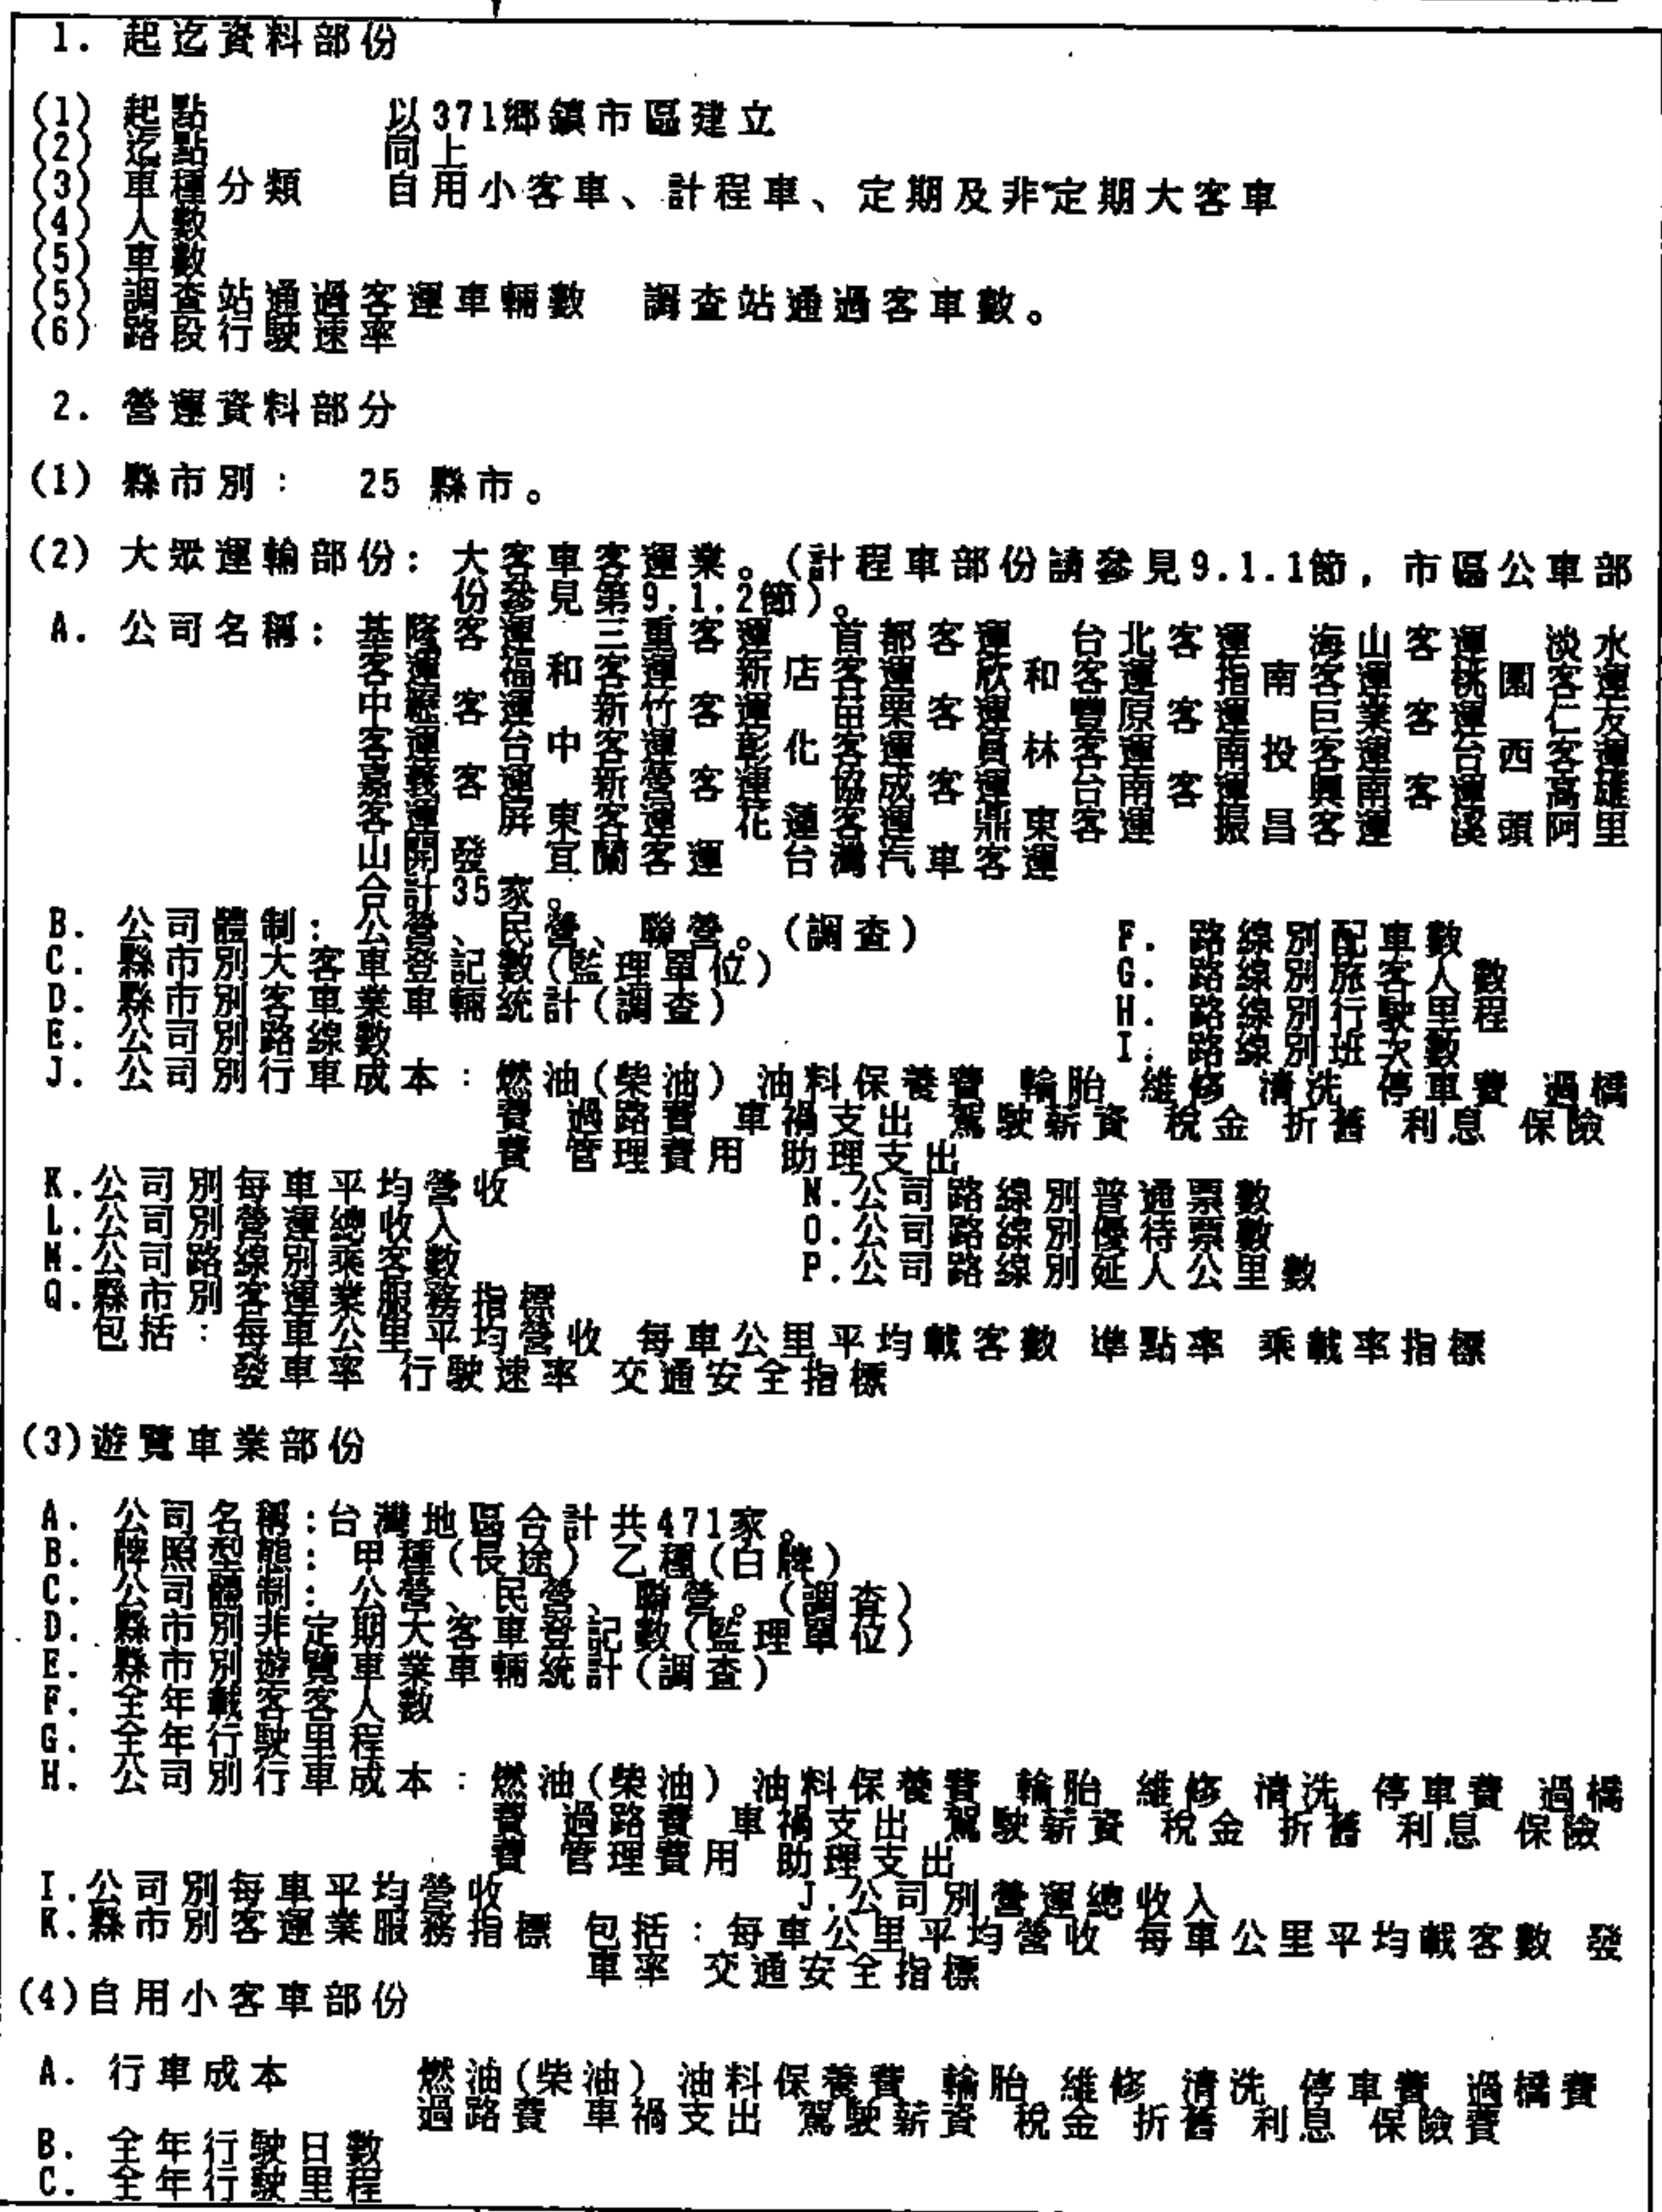 1. 起迄資料部份
(1) 起點 以371鄉鎮市區建立
(2) 迄點 同上
(3) 車種分類 自用小客車、計程車、定期及非定期大客車
(4) 人數
(5) 車數
(5) 調查站通過客運車輛數 調查站通過客車數。
(6) 路段行駛速率
2. 營運資料部分
(1) 縣市別: 25 縣市。
(2) 大眾運輸部份: 大客車客運業。(計程車部份請參見9.1.1節, 市區公車部
份參見第9.1.2節)。
A. 公司名稱: 基隆客運 三重客運 首都客運 台北客運 海山客運 淡水
客運 福和客運 新店客運 欣和客運 指南客運 桃園客運
中壢客運 新竹客運 苗栗客運 豐原客運 巨業客運 仁友
客運 台中客運 彰化客運 員林客運 南投客運 台西客運
嘉義客運 新營客運 協成客運 台南客運 興南客運 高雄
客運 屏東客運 花蓮客運 鼎東客運 振昌客運 溪頭阿里
山開發 宜蘭客運 台灣汽車客運
合計35家。
B. 公司體制: 公營、民營、聯營。(調查) F. 路線別配車數
C. 縣市別大客車登記數(監理單位) G. 路線別旅客人數
D. 縣市別客車業車輛統計(調查) H. 路線別行駛里程
E. 公司別路線數 I. 路線別班次數
J. 公司別行車成本: 燃油(柴油) 油料保養費 輪胎 維修 清洗 停車費 過橋
費 過路費 車禍支出 駕駛薪資 稅金 折舊 利息 保險
費 管理費用 助理支出
K.公司別每車平均營收 N.公司路線別普通票數
L.公司別營運總收入 O.公司路線別優待票數
M.公司路線別乘客數 P.公司路線別延人公里數
Q.縣市別客運業服務指標
包括: 每車公里平均營收 每車公里平均載客數 準點率 乘載率指標
發車率 行駛速率 交通安全指標
(3)遊覽車業部份
A. 公司名稱:台灣地區合計共471家。
B. 牌照型態: 甲種(長途) 乙種(白牌)
C. 公司體制: 公營、民營、聯營。(調查)
D. 縣市別非定期大客車登記數(監理單位)
E. 縣市別遊覽車業車輛統計(調查)
F. 全年載客客人數
G. 全年行駛里程
H. 公司別行車成本: 燃油(柴油) 油料保養費 輪胎 維修 清洗 停車費 過橋
費 過路費 車禍支出 駕駛薪資 稅金 折舊 利息 保險
費 管理費用 助理支出
I.公司別每車平均營收 J.公司別營運總收入
K.縣市別客運業服務指標 包括: 每車公里平均營收 每車公里平均載客數 發
車率 交通安全指標
(4)自用小客車部份
A. 行車成本 燃油(柴油) 油料保養費 輪胎 維修 清洗 停車費 過橋費
過路費 車禍支出 駕駛薪資 稅金 折舊 利息 保險費
B. 全年行駛日數
C. 全年行駛里程